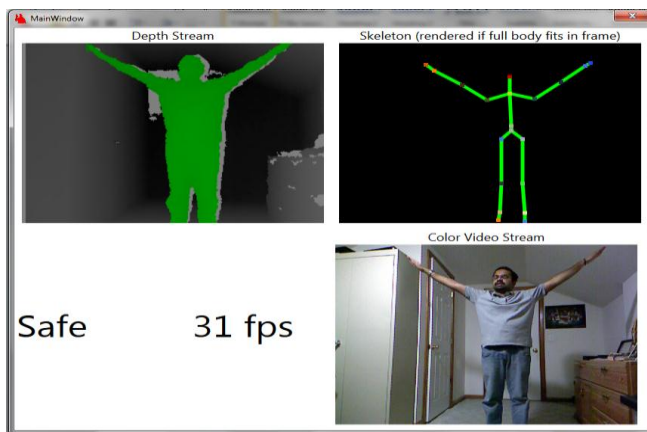 MainWindow
Depth Stream
Skeleton (rendered if full body fits in frame)
Color Video Stream
Safe
31 fps